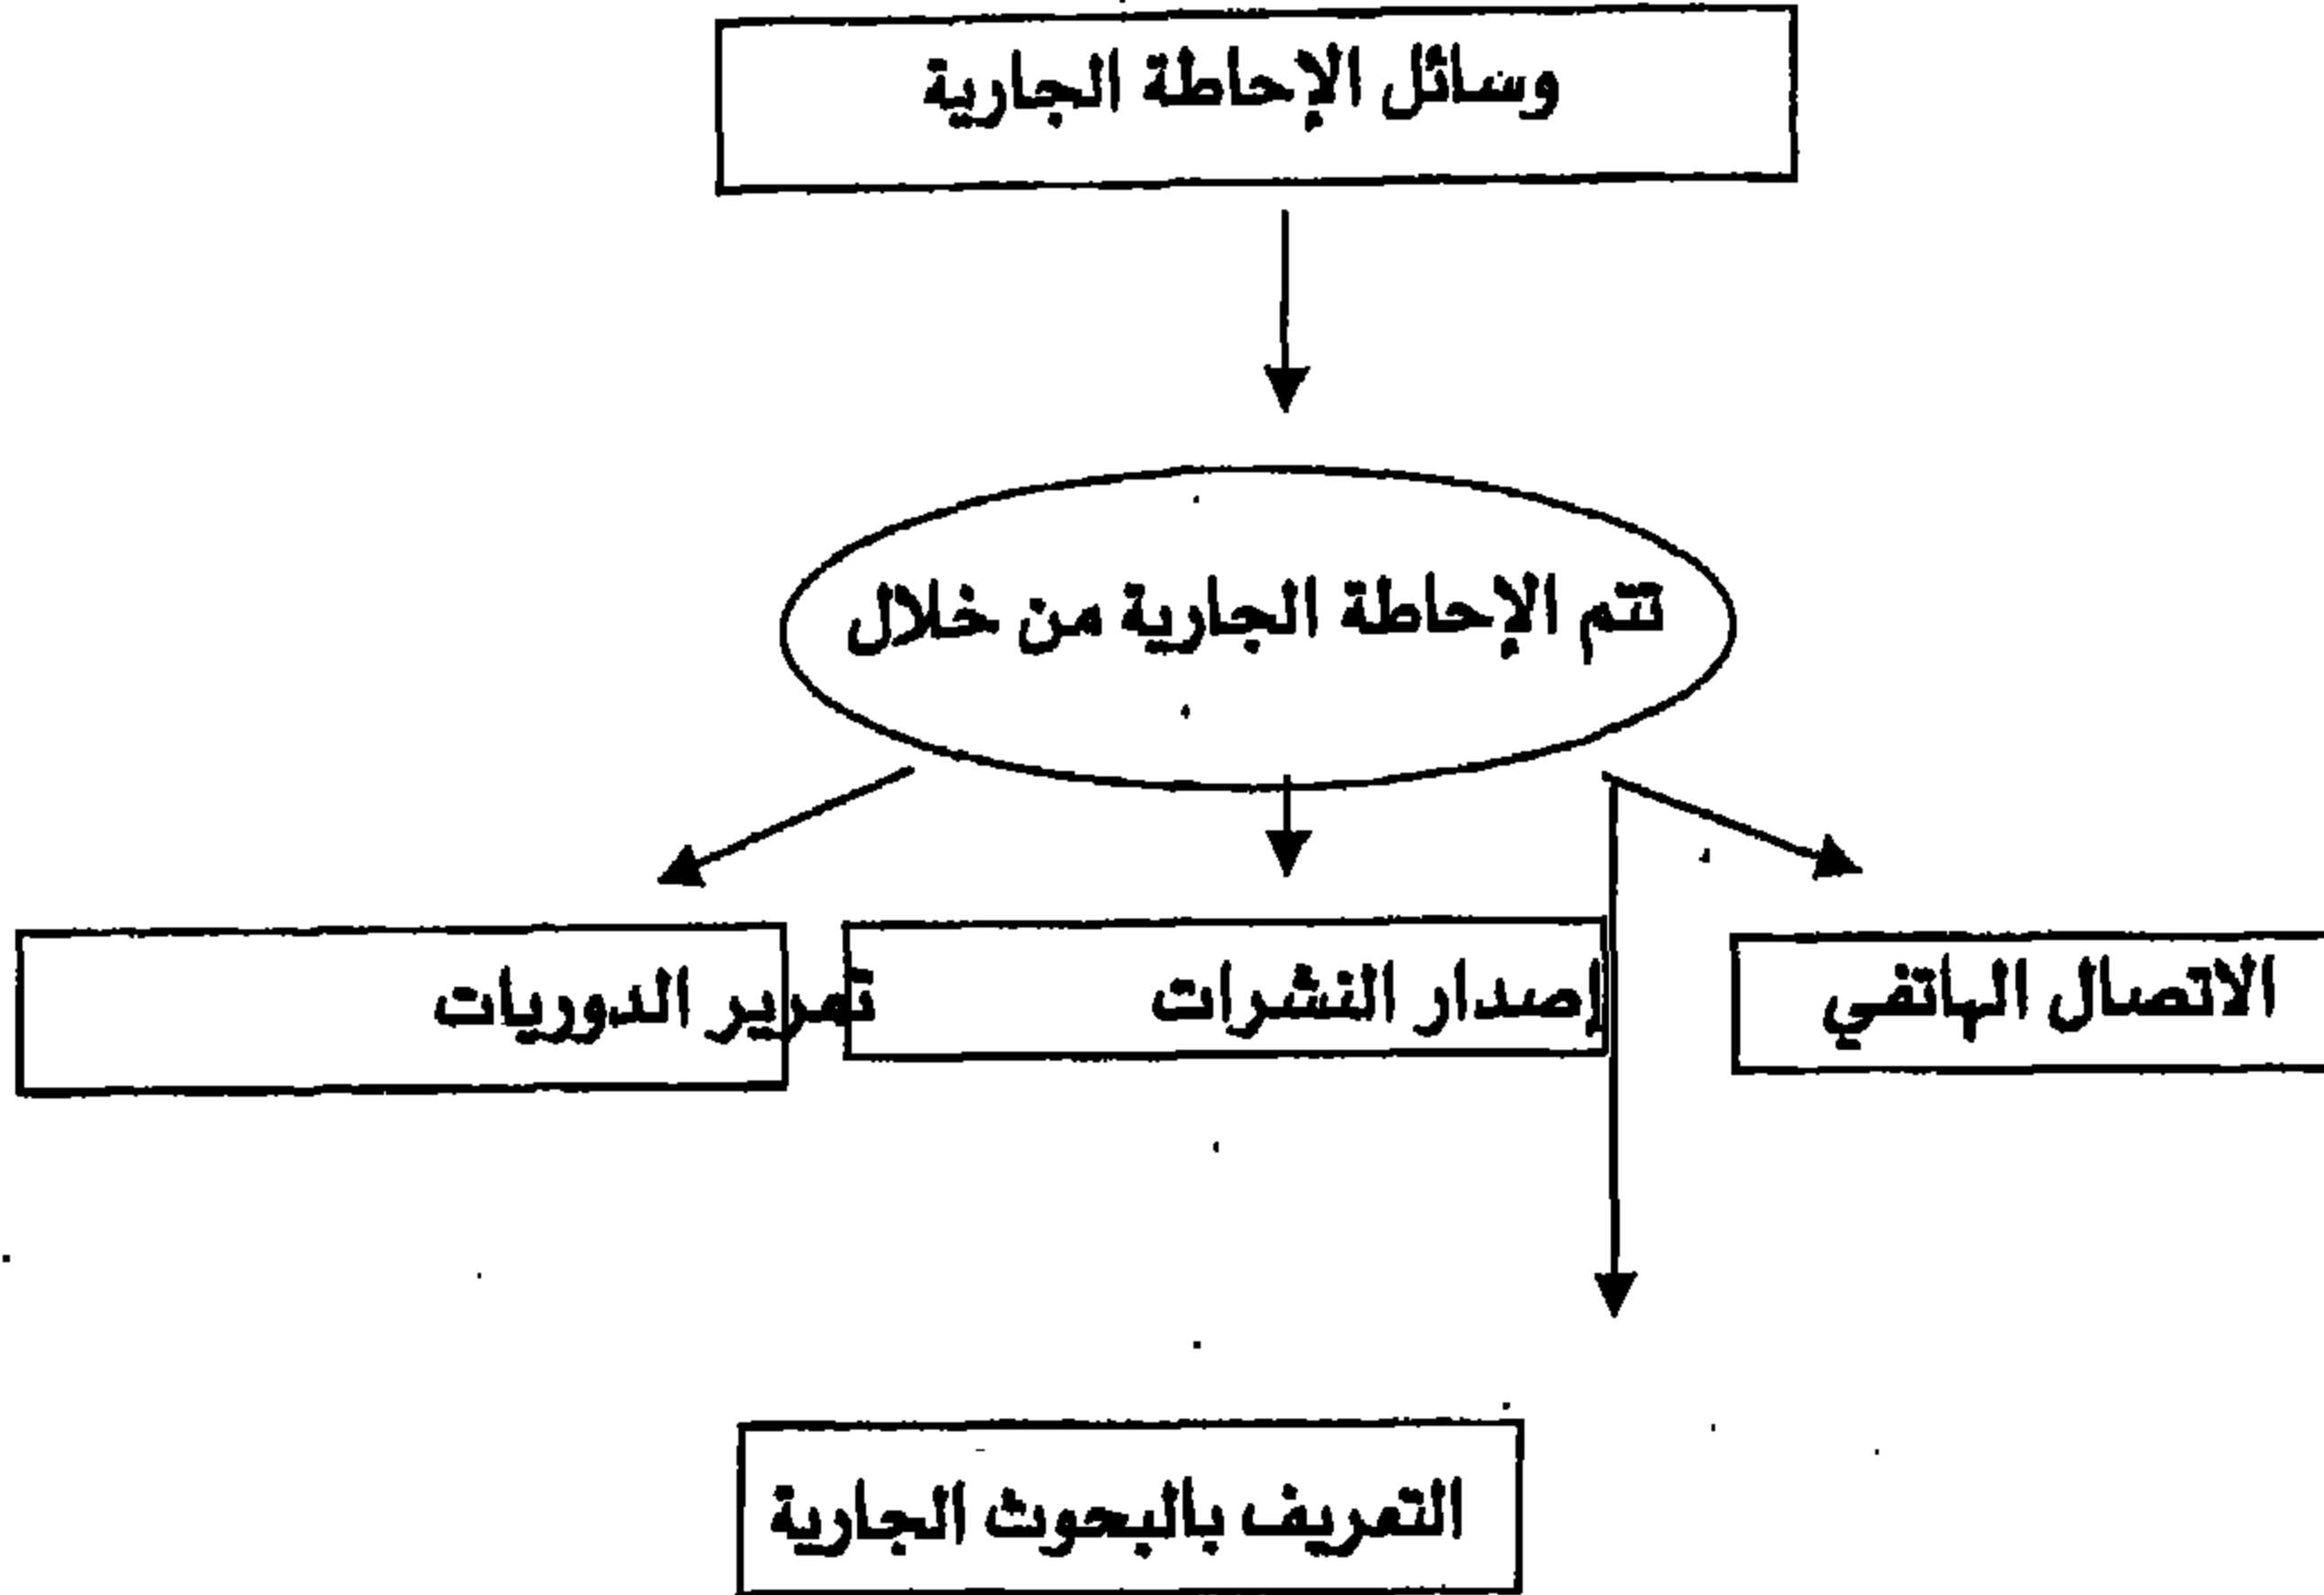 وسائل الإحاطة الجارية
تتم الإحاطة الجارية من خلال
الاتصال الهاتفي
إصدار النشرات
تمرير الدوريات
التعريف بالبحوث الجارية